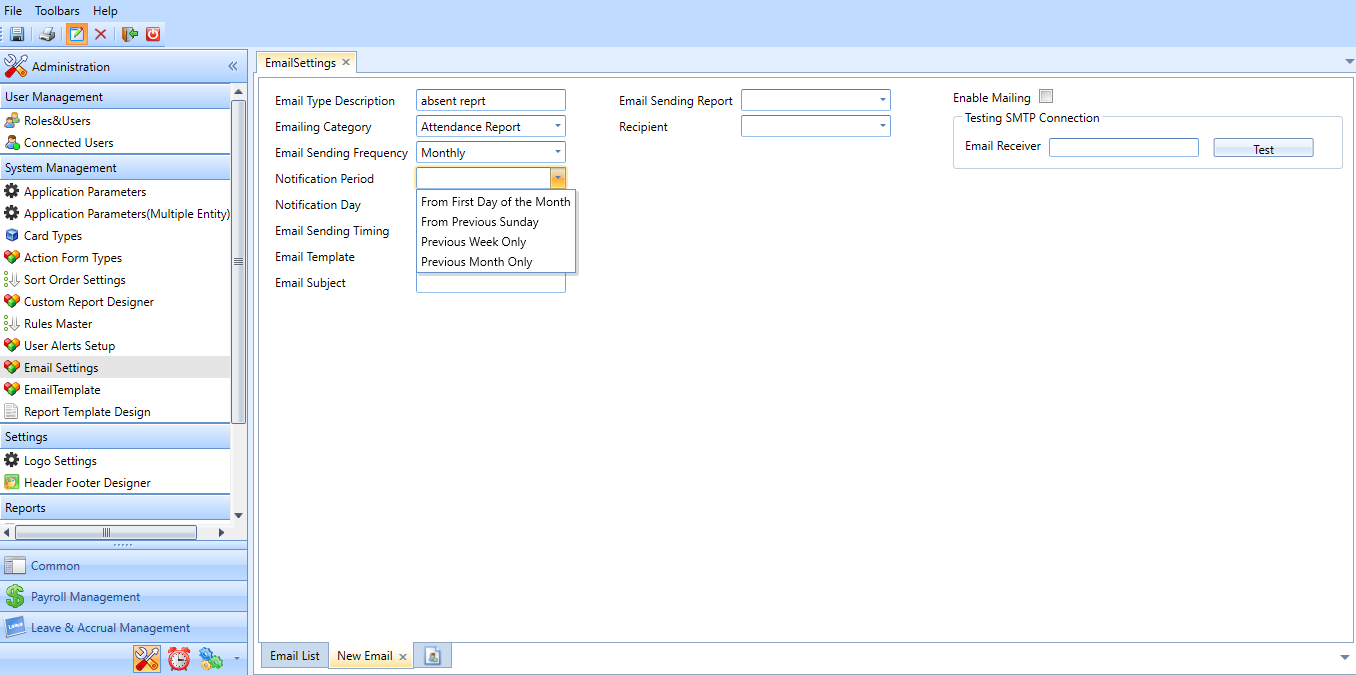 File Toolbars Help
Administration
User Management
Roles&Users
Connected Users
System Management
Application Parameters
Application Parameters(Multiple Entity)
Card Types
Action Form Types
Sort Order Settings
Custom Report Designer
Rules Master
User Alerts Setup
Email Settings
EmailTemplate
Report Template Design
Settings
Logo Settings
Header Footer Designer
Reports
Common
Payroll Management
Leave & Accrual Management
EmailSettings
Email Type Description absent reprt
Emailing Category Attendance Report
Email Sending Frequency Monthly
Notification Period
From First Day of the Month
From Previous Sunday
Previous Week Only
Previous Month Only
Notification Day
Email Sending Timing
Email Template
Email Subject
Email Sending Report
Recipient
Enable Mailing
Testing SMTP Connection
Email Receiver Test
Email List New Email